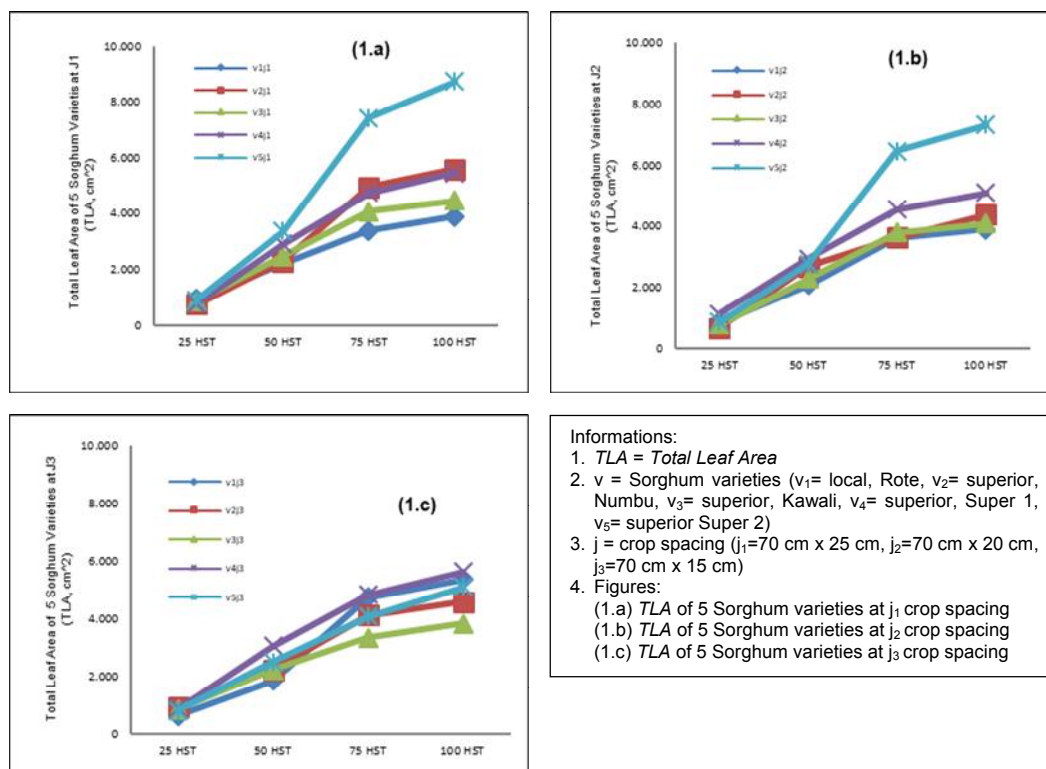 (1.a)
Total Leaf Area of 5 Sorghum Varietis at J1
(TLA, cm^2)
10.000
8.000
6.000
4.000
2.000
0
v1j1
v2j1
v3j1
v4j1
v5j1
25 HST
50 HST
75 HST
100 HST
(1.b)
Total Leaf Area of 5 Sorghum Varieties at J2
(TLA, cm^2)
10.000
8.000
6.000
4.000
2.000
0
v1j2
v2j2
v3j2
v4j2
v5j2
25 HST
50 HST
75 HST
100 HST
(1.c)
Total Leaf Area of 5 Sorghum Varieties at J3
(TLA, cm^2)
10.000
8.000
6.000
4.000
2.000
0
v1j3
v2j3
v3j3
v4j3
v5j3
25 HST
50 HST
75 HST
100 HST
Informations:
1. TLA = Total Leaf Area
2. v = Sorghum varieties (v1= local, Rote, v2= superior,
Numbu, v3= superior, Kawali, v4= superior, Super 1,
v5= superior Super 2)
3. j = crop spacing (j1=70 cm x 25 cm, j2=70 cm x 20 cm,
j3=70 cm x 15 cm)
4. Figures:
(1.a) TLA of 5 Sorghum varieties at j1 crop spacing
(1.b) TLA of 5 Sorghum varieties at j2 crop spacing
(1.c) TLA of 5 Sorghum varieties at j3 crop spacing